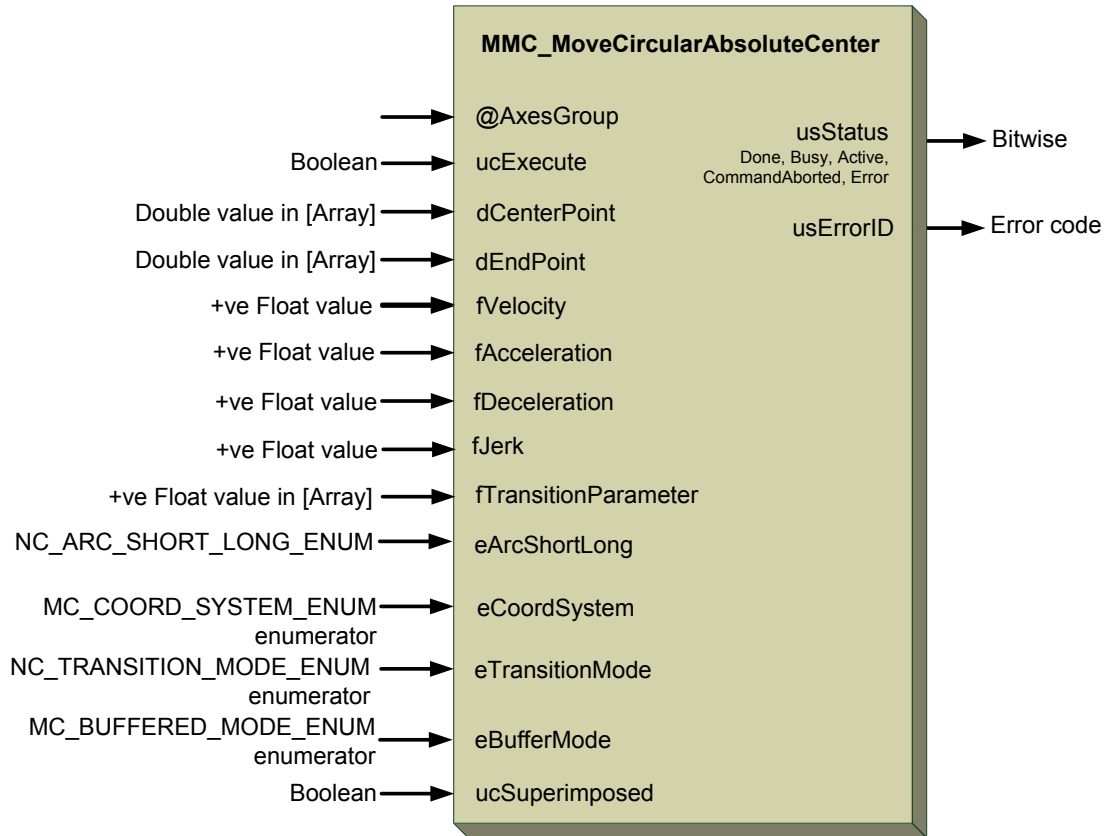 MMC_MoveCircularAbsoluteCenter
@AxesGroup
Boolean
ucExecute
Double value in [Array]
dCenterPoint
Double value in [Array]
dEndPoint
+ve Float value
fVelocity
+ve Float value
fAcceleration
+ve Float value
fDeceleration
+ve Float value
fJerk
+ve Float value in [Array]
fTransitionParameter
NC_ARC_SHORT_LONG_ENUM
eArcShortLong
MC_COORD_SYSTEM_ENUM
enumerator
eCoordSystem
NC_TRANSITION_MODE_ENUM
enumerator
eTransitionMode
MC_BUFFERED_MODE_ENUM
enumerator
eBufferMode
Boolean
ucSuperimposed
usStatus
Done, Busy, Active,
CommandAborted, Error
Bitwise
usErrorID
Error code